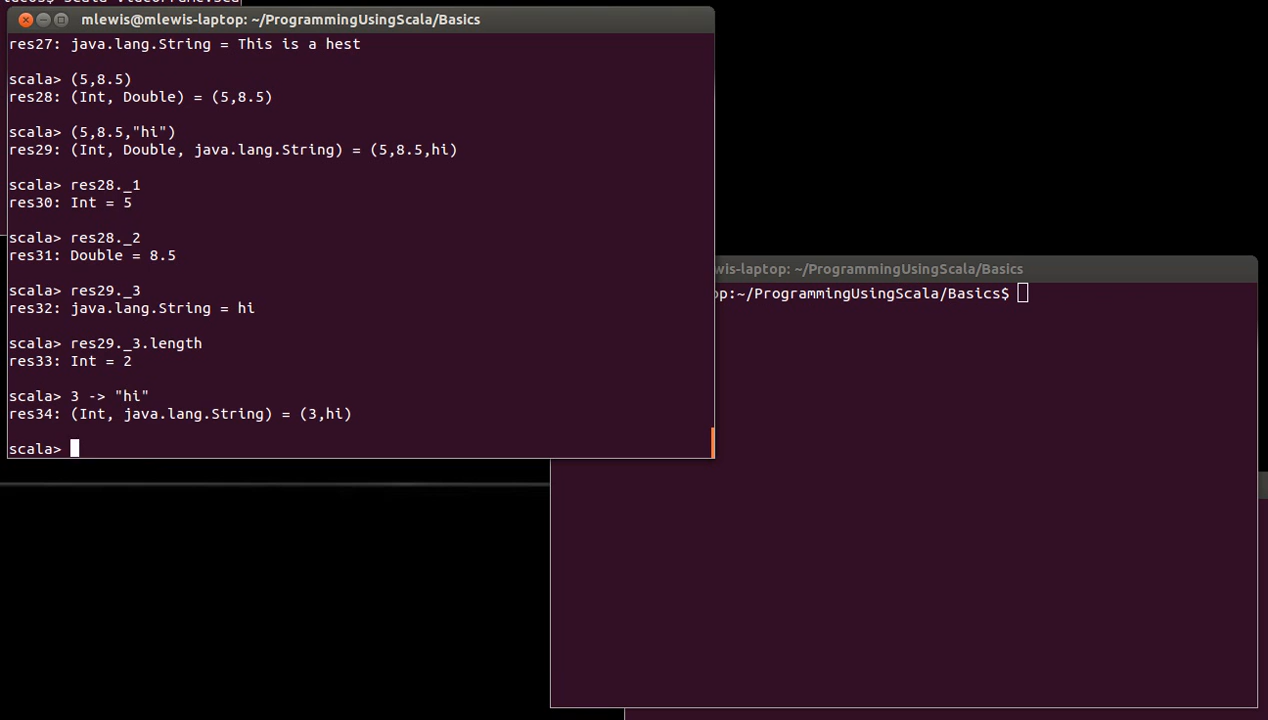 mlewis@mlewis-laptop: ~/ProgrammingUsingScala/Basics
res27: java.lang.String = This is a hest
scala> (5,8.5)
res28: (Int, Double) = (5,8.5)
scala> (5,8.5,"hi")
res29: (Int, Double, java.lang.String) = (5,8.5,hi)
scala> res28._1
res30: Int = 5
scala> res28._2
res31: Double = 8.5
scala> res29._3
res32: java.lang.String = hi
scala> res29._3.length
res33: Int = 2
scala> 3 -> "hi"
res34: (Int, java.lang.String) = (3,hi)
scala>
wis-laptop: ~/ProgrammingUsingScala/Basics
op:~/ProgrammingUsingScala/Basics$